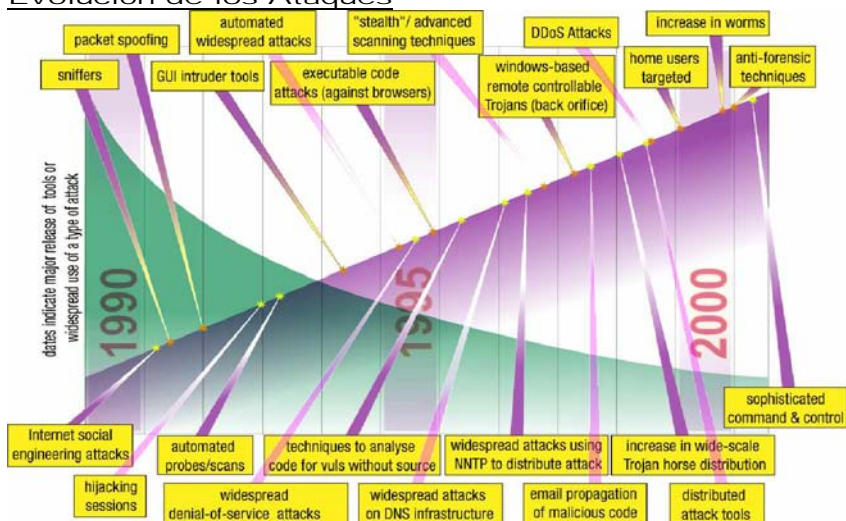 Evolución de los Ataques
packet spoofing
automated
widespread attacks
"stealth"/ advanced
scanning techniques
DDoS Attacks
increase in worms
sniffers
GUI intruder tools
executable code
attacks (against browsers)
windows-based
remote controllable
Trojans (back orifice)
home users
targeted
anti-forensic
techniques
dates indicate major release of tools or
widespread use of a type of attack
1990
1995
2000
Internet social
engineering attacks
automated
probes/scans
techniques to analyse
code for vuls without source
widespread attacks using
NNTP to distribute attack
increase in wide-scale
Trojan horse distribution
sophisticated
command & control
hijacking
sessions
widespread
denial-of-service attacks
widespread attacks
on DNS infrastructure
email propagation
of malicious code
distributed
attack tools